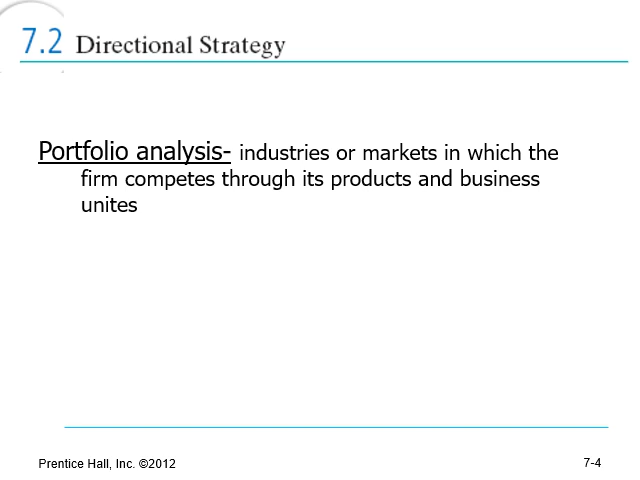 7.2 Directional Strategy
Portfolio analysis- industries or markets in which the
firm competes through its products and business
unites
Prentice Hall, Inc. ©2012
7-4